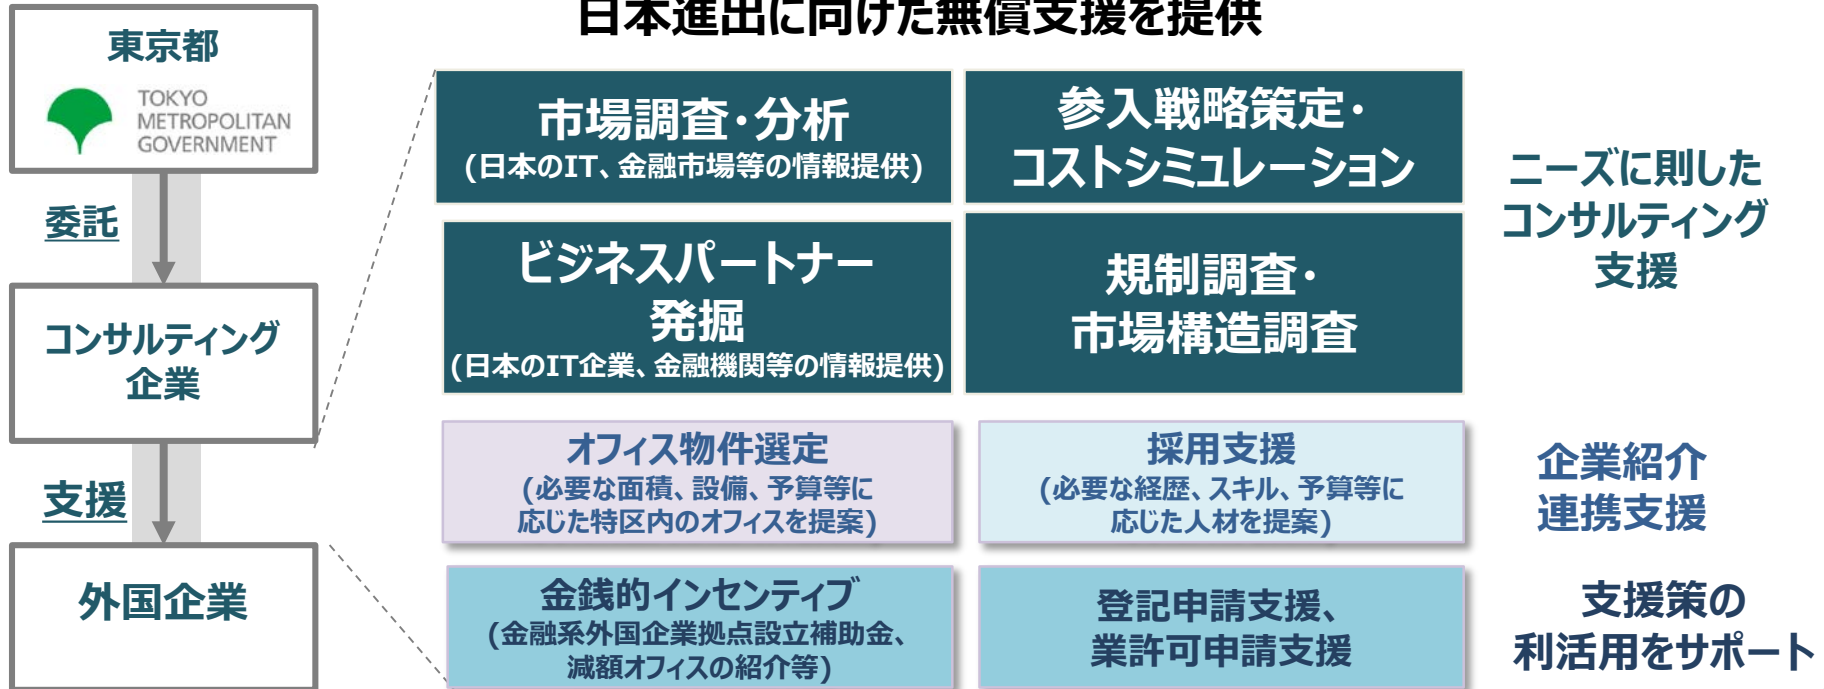 日本進出に向けた無償支援を提供
東京都
TOKYO
METROPOLITAN
GOVERNMENT
委託
コンサルティング
企業
支援
外国企業
市場調査・分析
(日本のIT、金融市場等の情報提供)
参入戦略策定・
コストシミュレーション
ビジネスパートナー
発掘
(日本のIT企業、金融機関等の情報提供)
規制調査・
市場構造調査
ニーズに則した
コンサルティング
支援
オフィス物件選定
(必要な面積、設備、予算等に
応じた特区内のオフィスを提案)
採用支援
(必要な経歴、スキル、予算等に
応じた人材を提案)
企業紹介
連携支援
金銭的インセンティブ
(金融系外国企業拠点設立補助金、
減額オフィスの紹介等)
登記申請支援、
業許可申請支援
支援策の
利活用をサポート